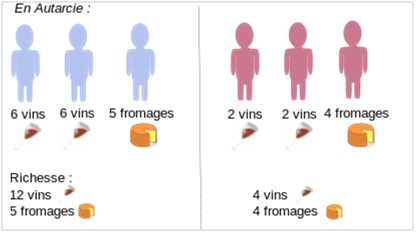 En Autarcie :
6 vins 6 vins 5 fromages
2 vins 2 vins 4 fromages
Richesse :
12 vins
5 fromages
4 vins
4 fromages